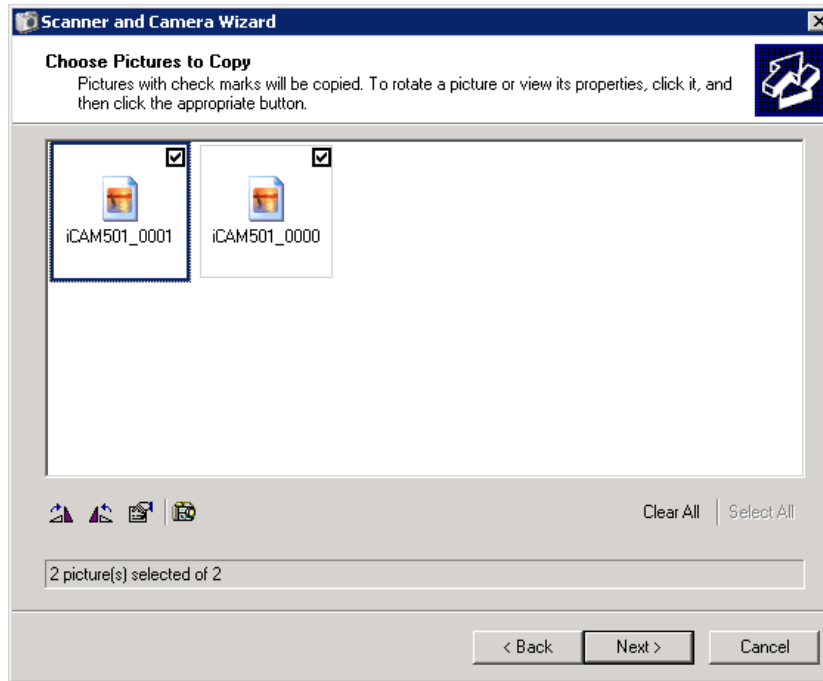 Scanner and Camera Wizard
Choose Pictures to Copy
Pictures with check marks will be copied. To rotate a picture or view its properties, click it, and
then click the appropriate button.
iCAM501_0001 iCAM501_0000
Clear All Select All
2 picture(s) selected of 2
< Back Next > Cancel